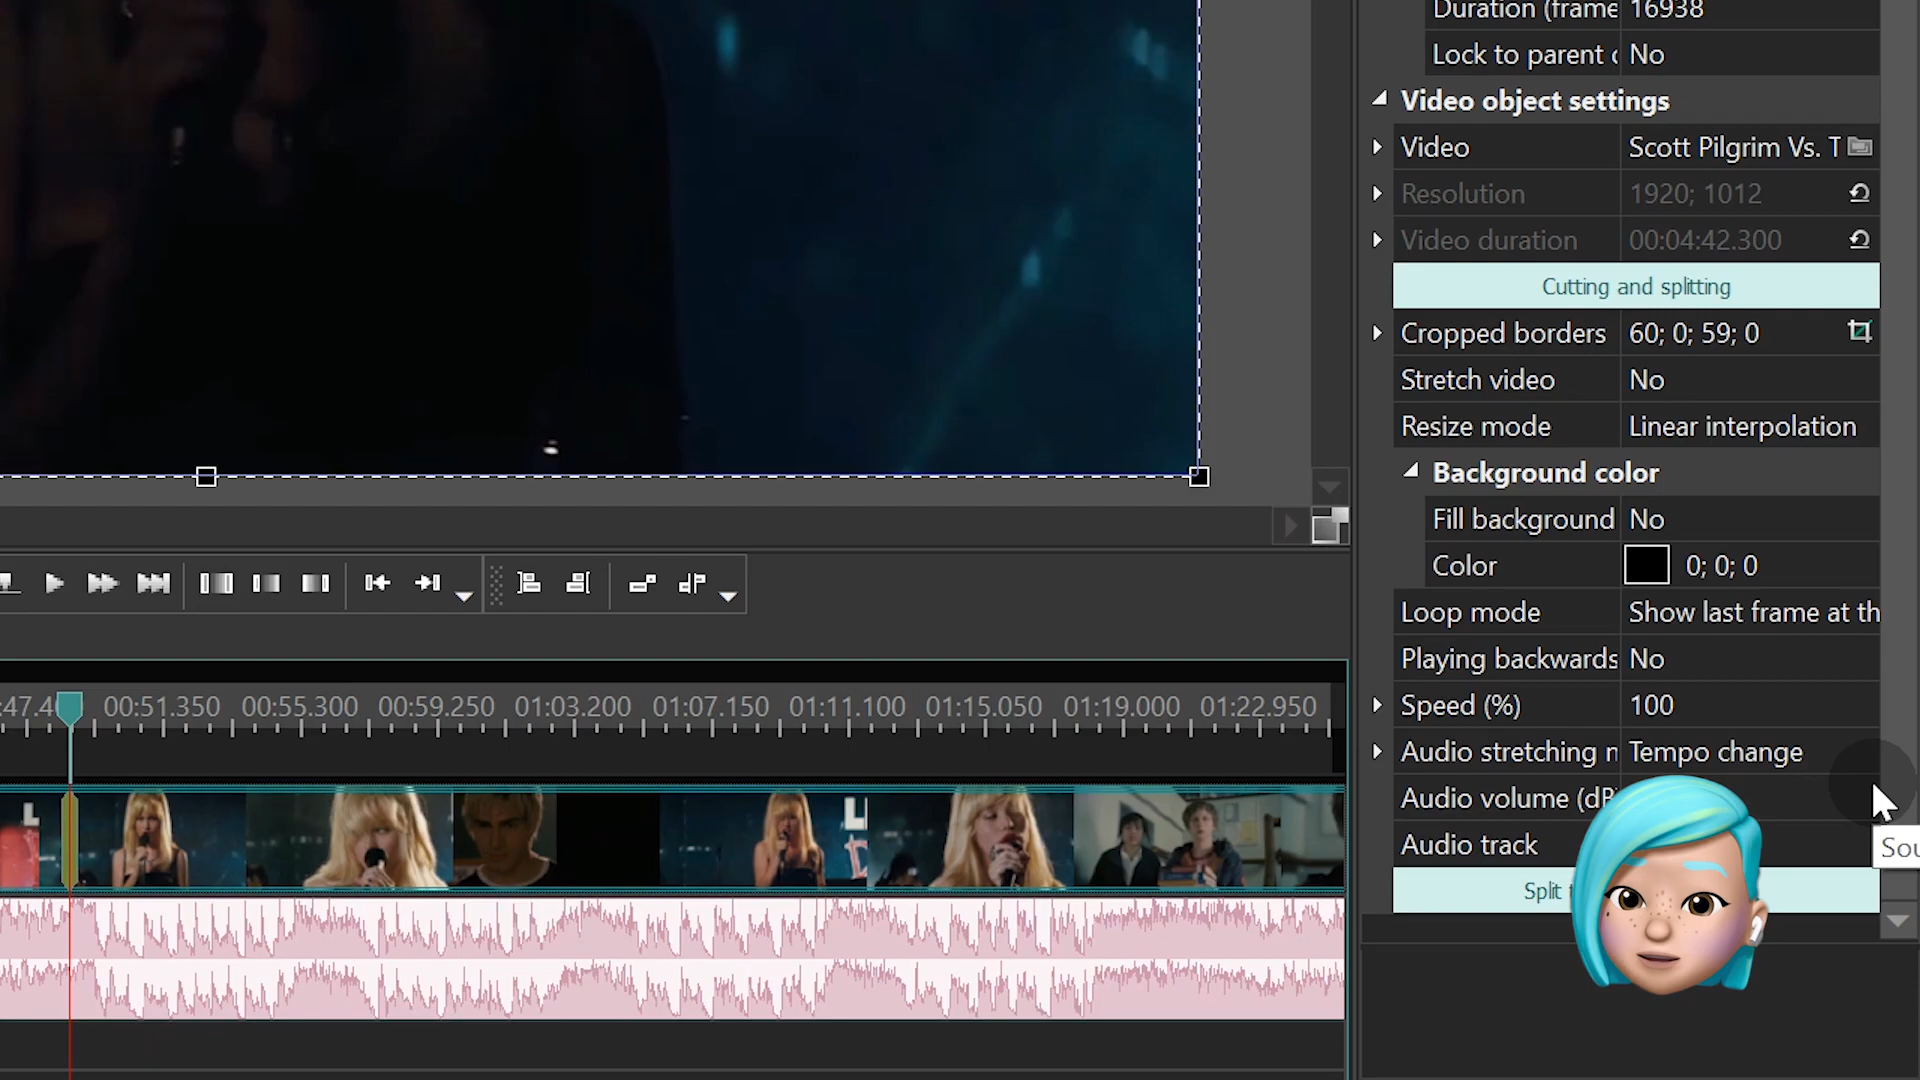 Duration (frame 16938
Lock to parent No
Video object settings
Video Scott Pilgrim Vs. T
Resolution 1920; 1012
Video duration 00:04:42.300
Cutting and splitting
Cropped borders 60; 0; 59; 0
Stretch video No
Resize mode Linear interpolation
Background color
Fill background No
Color 0; 0; 0
Loop mode Show last frame at th
Playing backwards No
Speed (%) 100
Audio stretching Tempo change
Audio volume (dB
Audio track
Sou
Split
:47.4 00:51.350 00:55.300 00:59.250 01:03.200 01:07.150 01:11.100 01:15.050 01:19.000 01:22.950